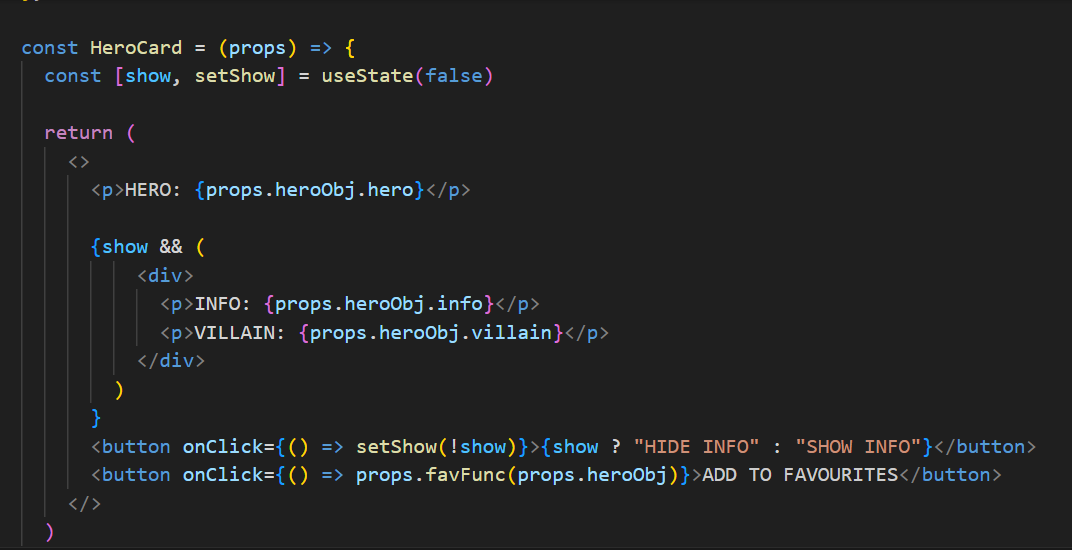 const HeroCard = (props) => {
const [show, setShow] = useState(false)
return (
<>
<p>HERO: {props.heroObj.hero}</p>
{show && (
<div>
<p>INFO: {props.heroObj.info}</p>
<p>VILLAIN: {props.heroObj.villain}</p>
</div>
)
}
<button onClick={() => setShow(!show)}>{show ? "HIDE INFO" : "SHOW INFO"}</button>
<button onClick={() => props.favFunc(props.heroObj)}>ADD TO FAVOURITES</button>
</>
)